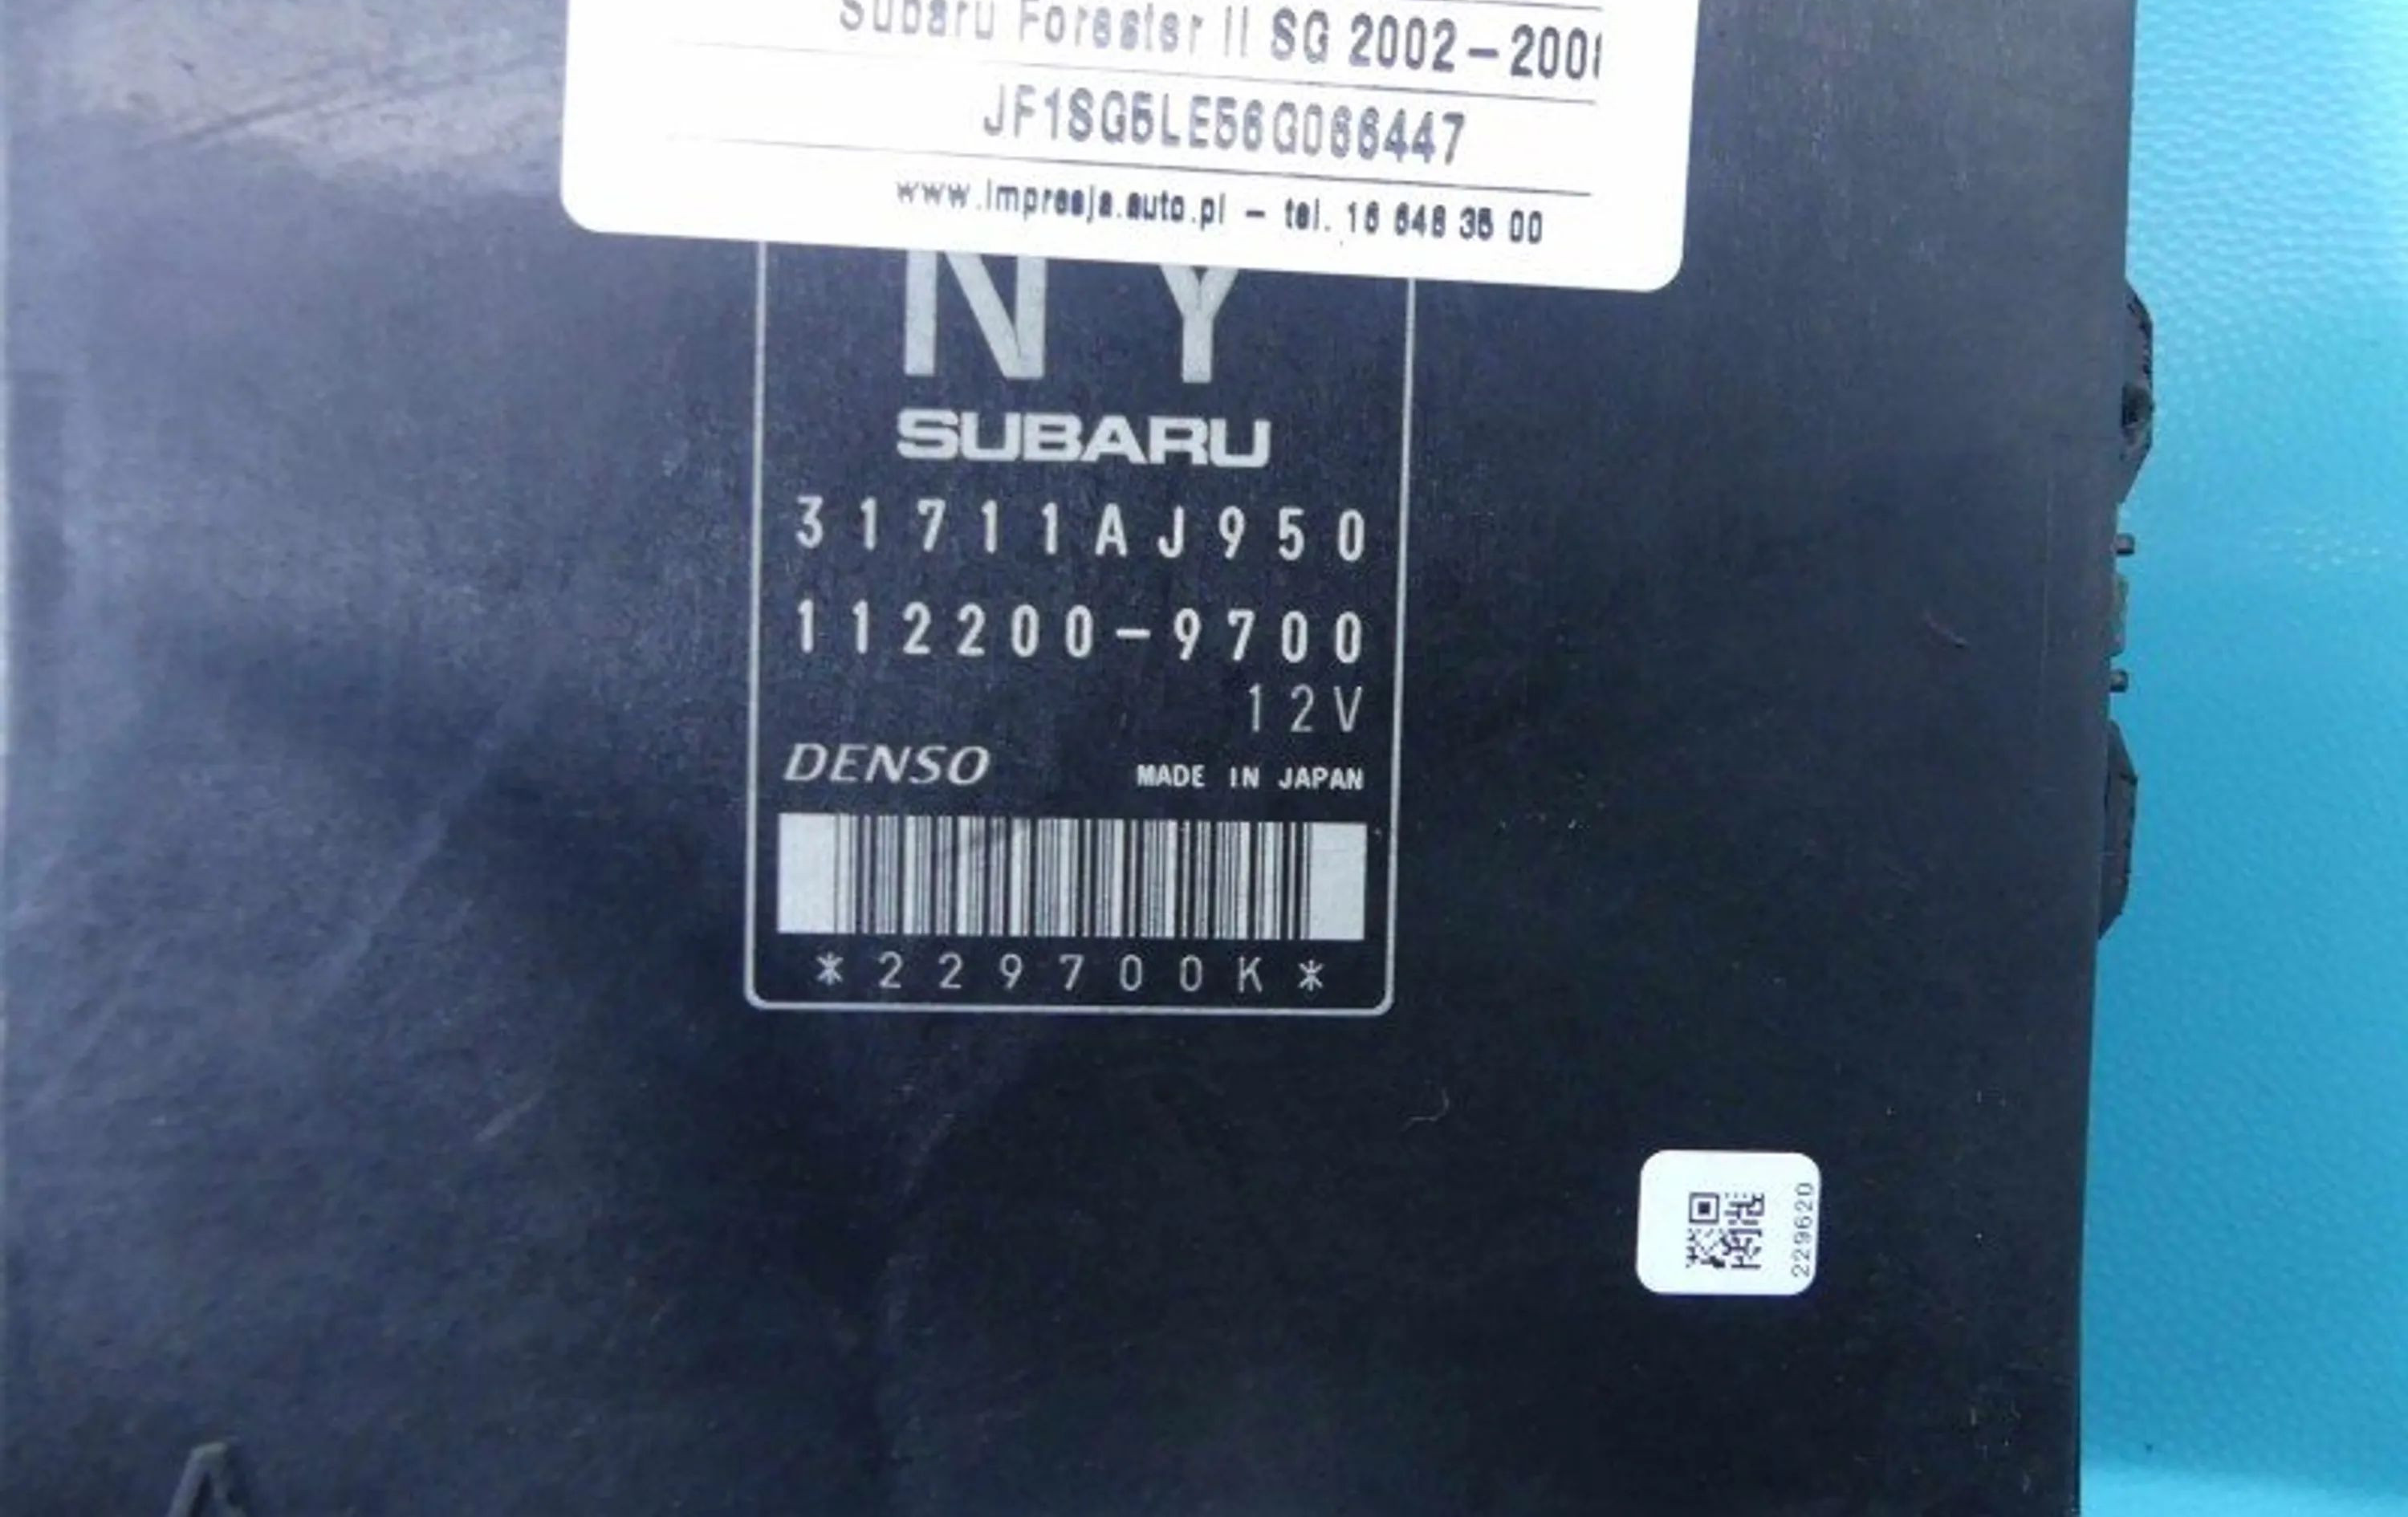 Subaru Forester II SG 2002-200
JF1SG5LE56G066447
www.impresja.auto.pl - tel. 16 648 35 00
NY
SUBARU
31711AJ950
112200-9700
12V
DENSO MADE IN JAPAN
*229700K*
229620